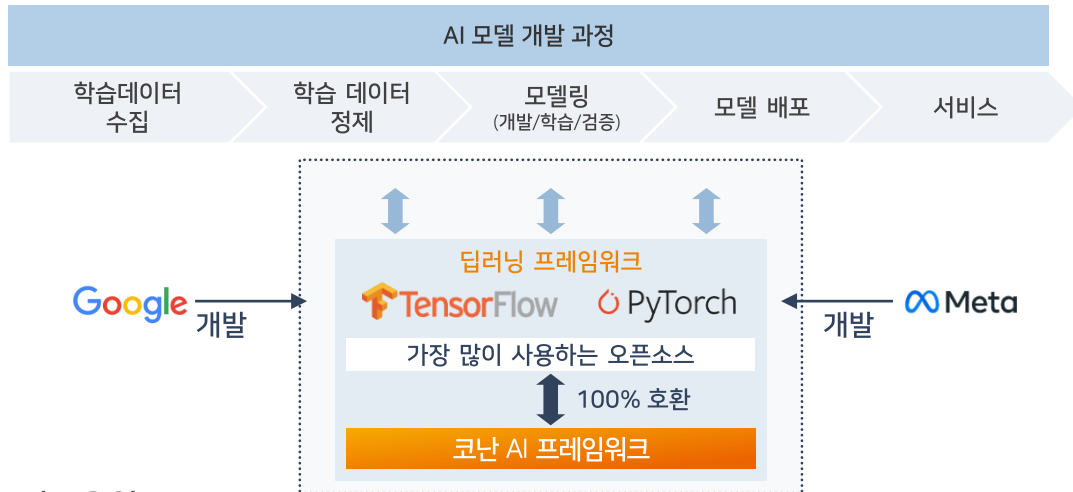 AI 모델 개발 과정
학습데이터
수집
학습 데이터
정제
모델링
(개발/학습/검증)
모델 배포
서비스
딥러닝 프레임워크
Google
개발
TensorFlow
PyTorch
Meta
개발
가장 많이 사용하는 오픈소스
100% 호환
코난 AI 프레임워크